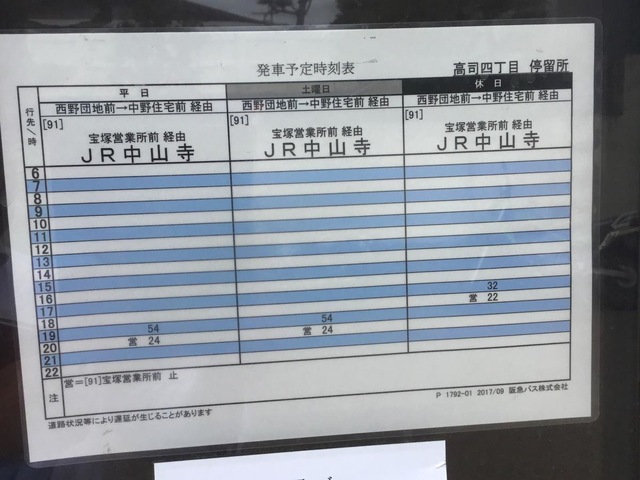 発車予定時刻表
高司四丁目 停留所
行先/時 平日 土曜日 休日
西野団地前→中野住宅前 経由 西野団地前→中野住宅前 経由 西野団地前→中野住宅前 経由
[91] [91] [91]
宝塚営業所前 経由 宝塚営業所前 経由 宝塚営業所前 経由
JR中山寺 JR中山寺 JR中山寺
6
7
8
9
10
11
12
13
14
15 32
16 営 22
17
18 54 54
19 営 24 営 24
20
21
22
注 営=[91]宝塚営業所前 止
道路状況等により遅延が生じることがあります
P 1792-01 2017/09 阪急バス株式会社